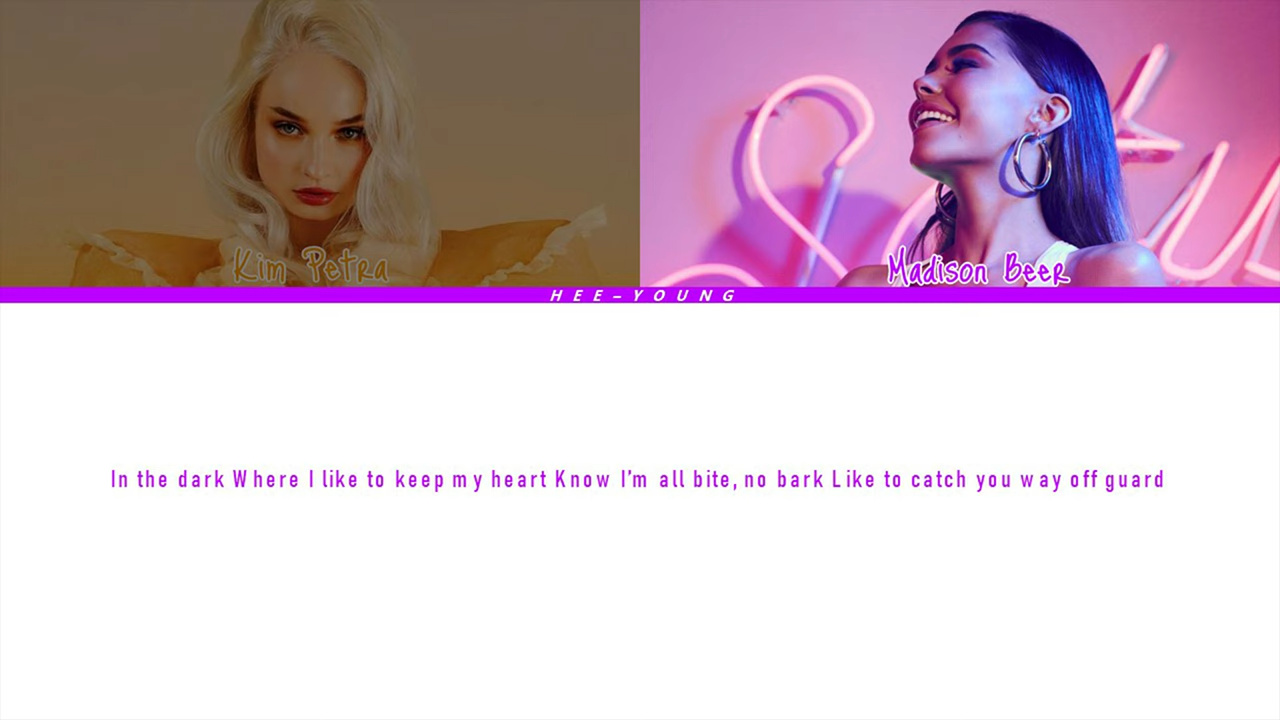 Kim Petra
Madison Beer
HEE-YOUNG
In the dark Where I like to keep my heart Know I'm all bite, no bark Like to catch you way off guard